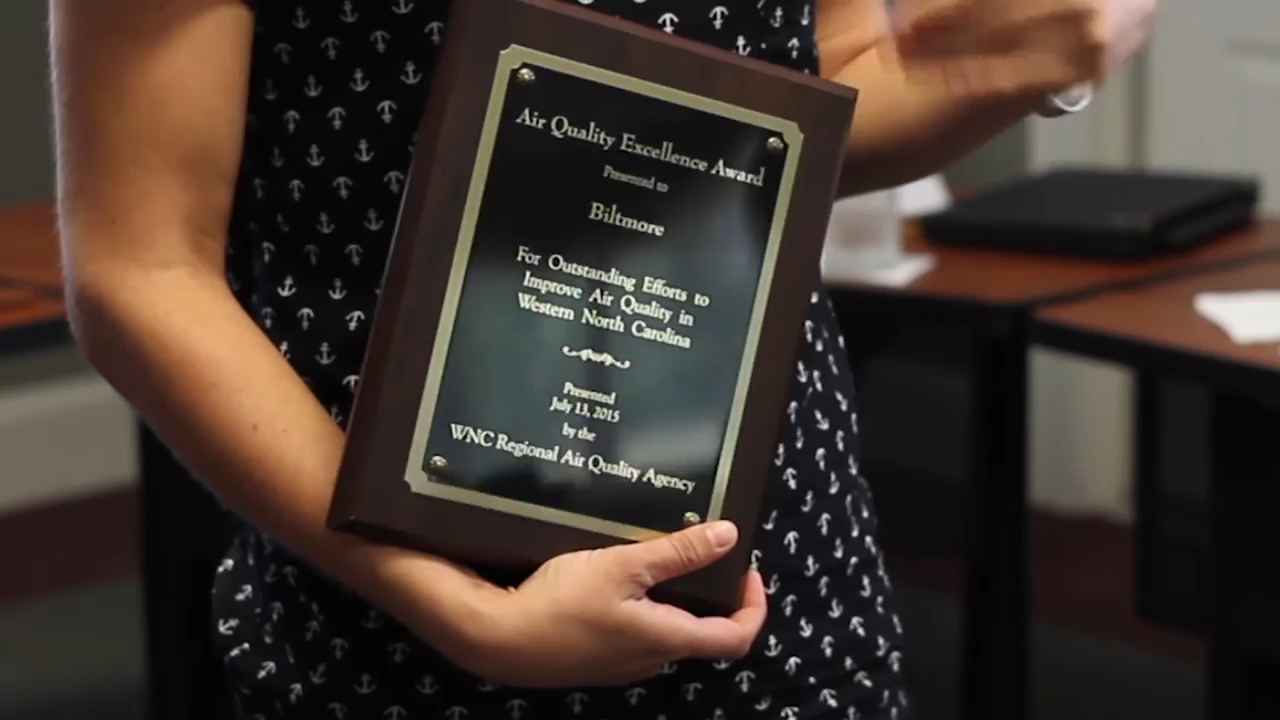 Air Quality Excellence Award
Presented to
Biltmore
For Outstanding Efforts to
Improve Air Quality in
Western North Carolina
Presented
July 13, 2015
by the
WNC Regional Air Quality Agency